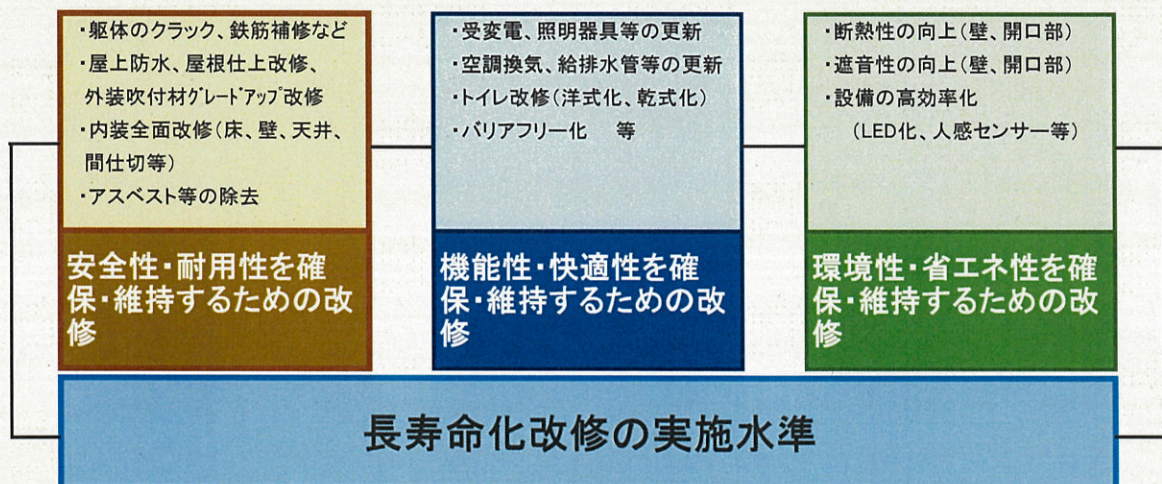 ・躯体のクラック、鉄筋補修など
・屋上防水、屋根仕上改修、
外装吹付材ｸﾞﾚｰﾄﾞｱｯﾌﾟ改修
・内装全面改修(床、壁、天井、
間仕切等)
・アスベスト等の除去
安全性・耐用性を確
保・維持するための改
修
・受変電、照明器具等の更新
・空調換気、給排水管等の更新
・トイレ改修(洋式化、乾式化)
・バリアフリー化　等
機能性・快適性を確
保・維持するための改
修
・断熱性の向上(壁、開口部)
・遮音性の向上(壁、開口部)
・設備の高効率化
(LED化、人感センサー等)
環境性・省エネ性を確
保・維持するための改
修
長寿命化改修の実施水準